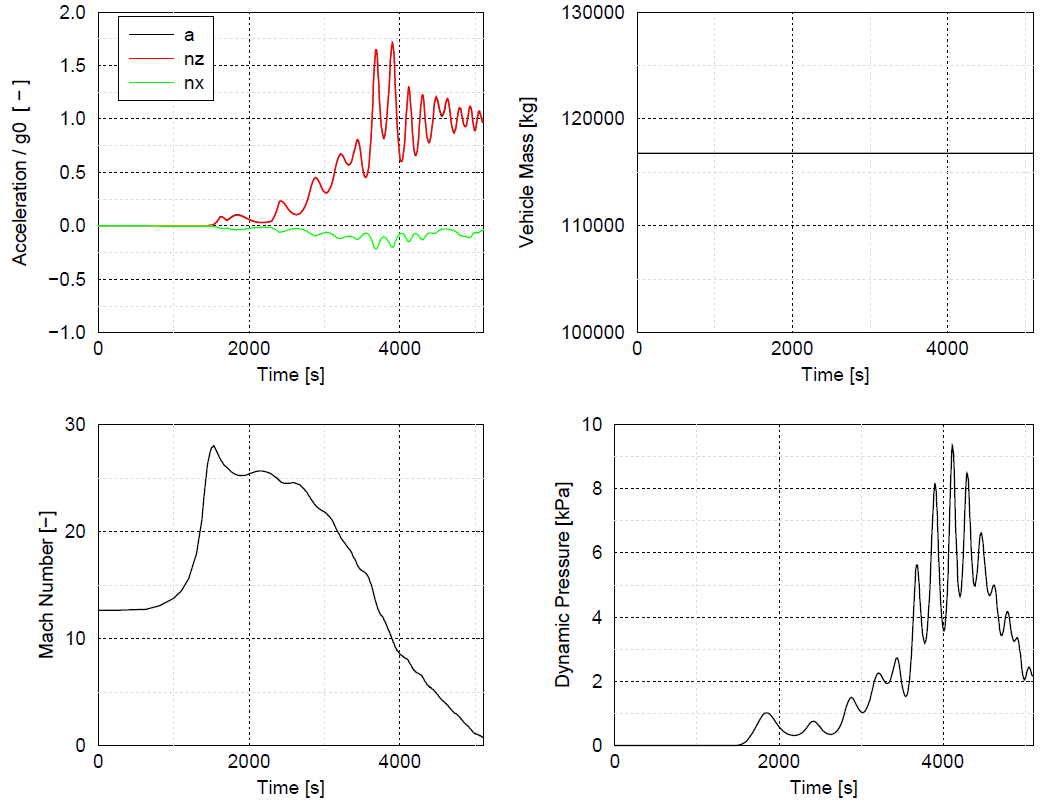 2.0
1.5
1.0
0.5
0.0
−0.5
−1.0
Acceleration / g0 [ − ]
a
nz
nx
0 2000 4000
Time [s]
130000
120000
110000
100000
Vehicle Mass [kg]
0 2000 4000
Time [s]
30
20
10
0
Mach Number [−]
0 2000 4000
Time [s]
10
8
6
4
2
0
Dynamic Pressure [kPa]
0 2000 4000
Time [s]